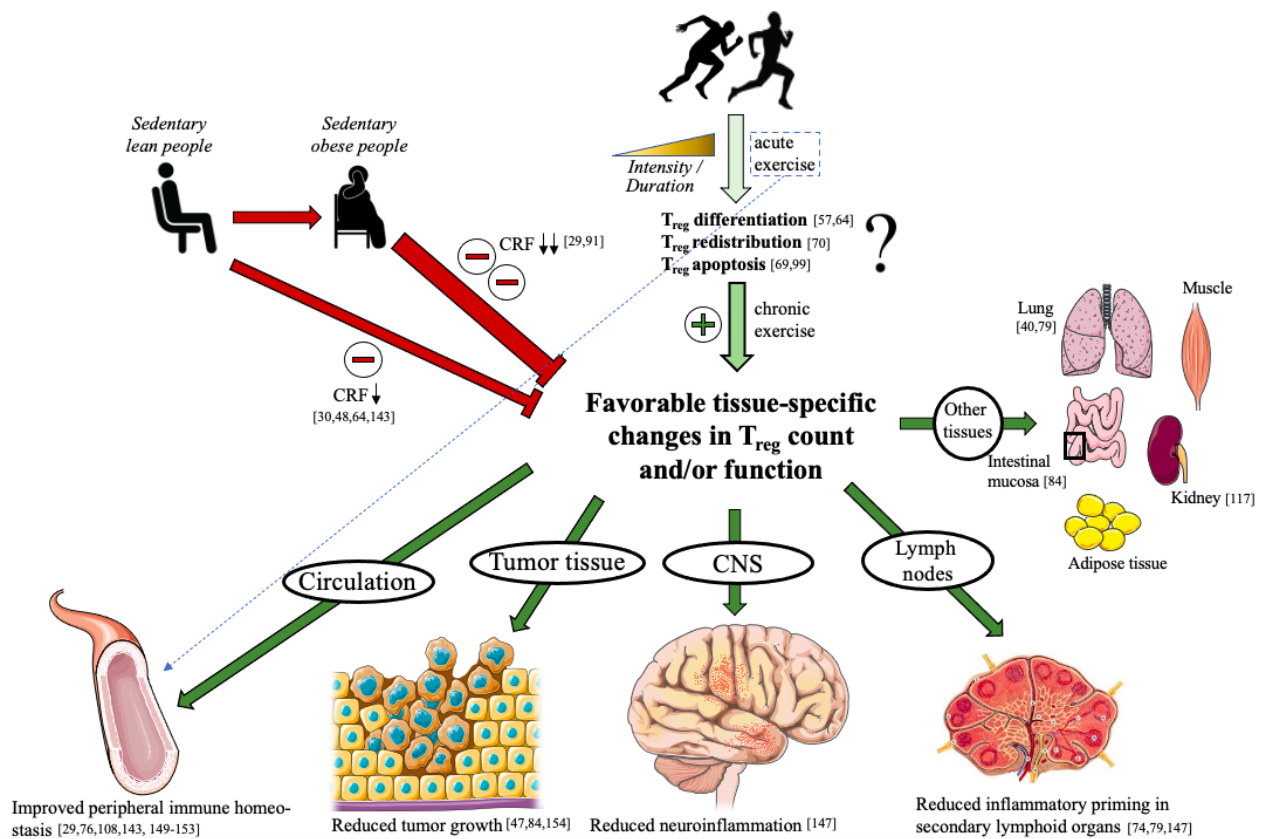 Sedentary
lean people
Sedentary
obese people
Intensity /
Duration
acute
exercise
CRF ↓↓ [29,91]
CRF ↓
[30,48,64,143]
Treg differentiation [57,64]
Treg redistribution [70]
Treg apoptosis [69,99]
?
chronic
exercise
Favorable tissue-specific
changes in Treg count
and/or function
Other
tissues
Lung
[40,79]
Muscle
Intestinal
mucosa [84]
Kidney [117]
Adipose tissue
Circulation
Tumor tissue
CNS
Lymph
nodes
Improved peripheral immune homeo-
stasis [29,76,108,143, 149-153]
Reduced tumor growth [47,84,154]
Reduced neuroinflammation [147]
Reduced inflammatory priming in
secondary lymphoid organs [74,79,147]